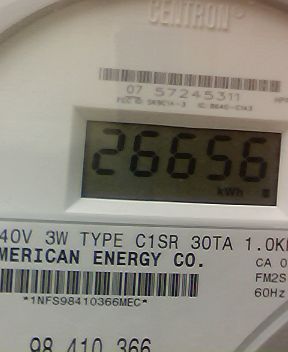 CENTRON
07 57245311
26656
kWh
40V 3W TYPE C1SR 30TA 1.0K
MERICAN ENERGY CO.
CA 0
FM2S
60Hz
*1NFS98410366MEC*
98 410 366